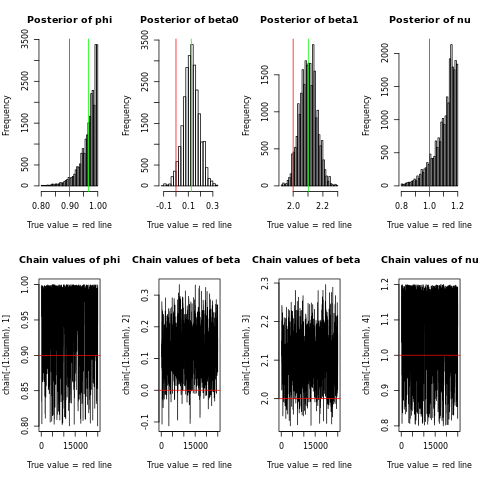 Posterior of phi
Posterior of beta0
Posterior of beta1
Posterior of nu
Frequency
0 500 1500 2500 3500
0.80 0.90 1.00
True value = red line
Frequency
0 500 1500 2500 3500
-0.1 0.1 0.3
True value = red line
Frequency
0 500 1000 1500
2.0 2.2
True value = red line
Frequency
0 500 1000 2000
0.8 1.0 1.2
True value = red line
Chain values of phi
Chain values of beta
Chain values of beta
Chain values of nu
chain[-(1:burnIn), 1]
0.80 0.85 0.90 0.95 1.00
0 15000
True value = red line
chain[-(1:burnIn), 2]
-0.1 0.0 0.1 0.2 0.3
0 15000
True value = red line
chain[-(1:burnIn), 3]
2.0 2.1 2.2 2.3
0 15000
True value = red line
chain[-(1:burnIn), 4]
0.8 0.9 1.0 1.1 1.2
0 15000
True value = red line